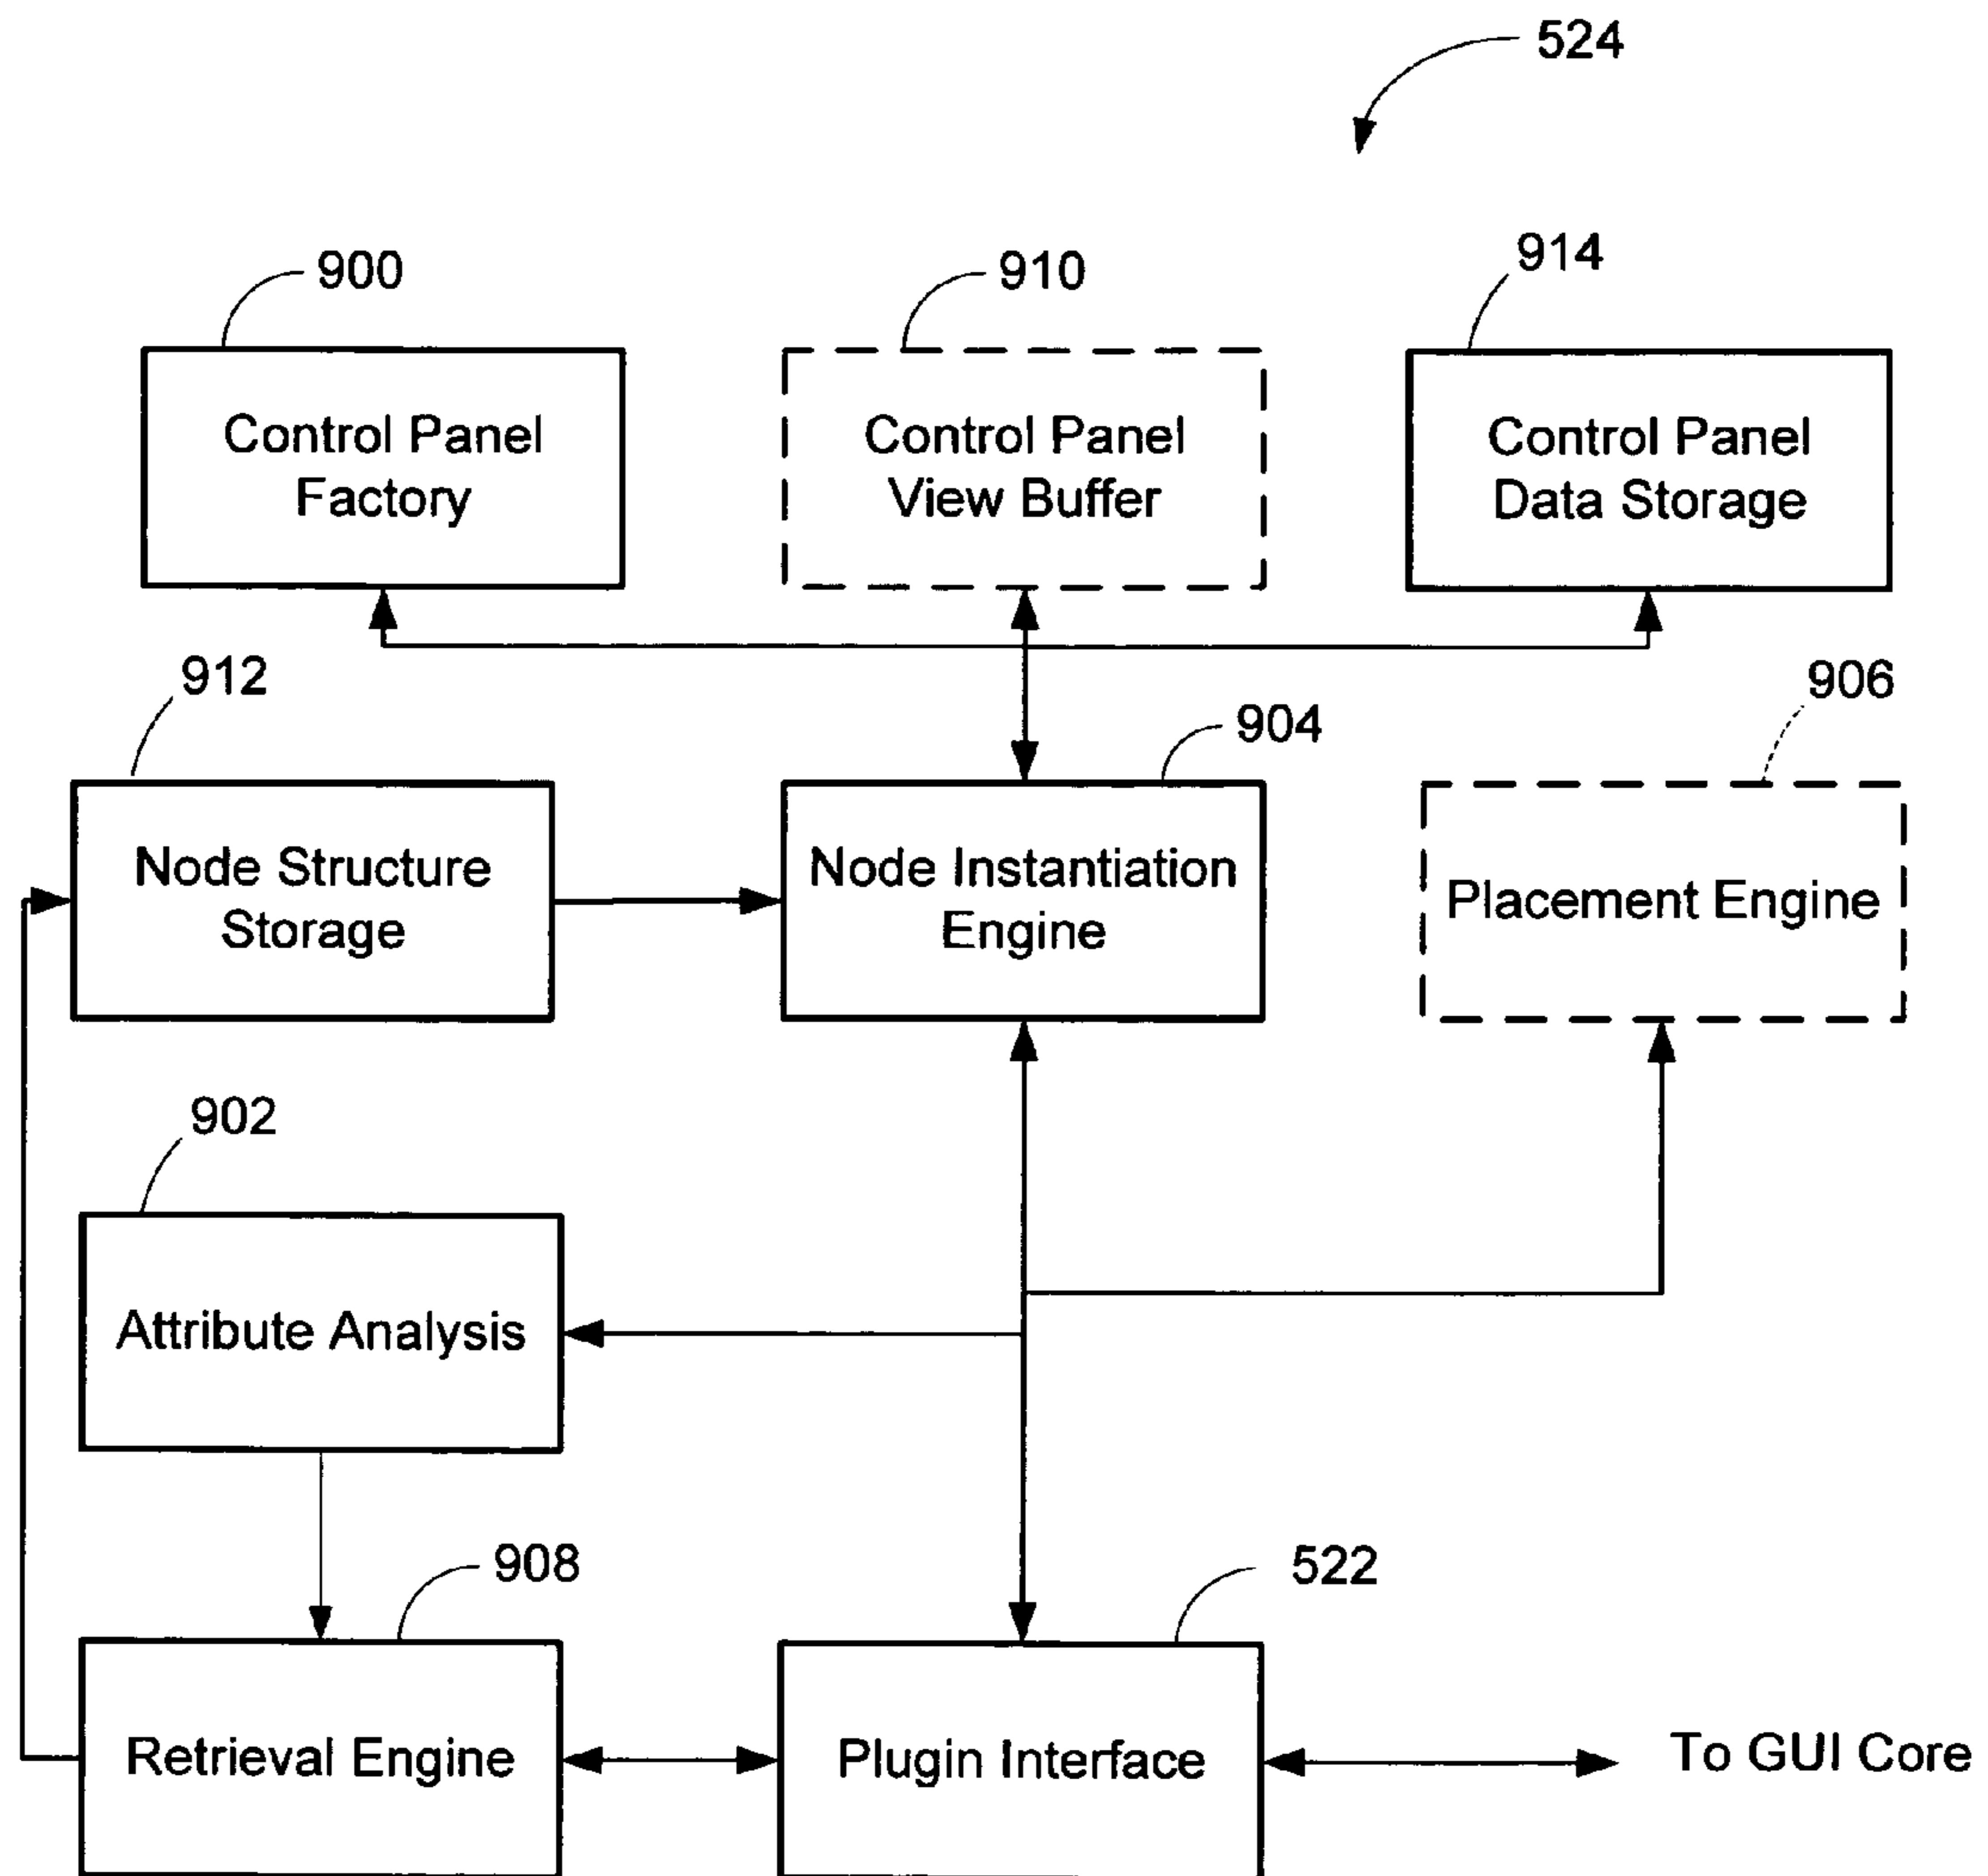 524
900
910
914
Control Panel
Factory
Control Panel
View Buffer
Control Panel
Data Storage
912
904
906
Node Structure
Storage
Node Instantiation
Engine
Placement Engine
902
Attribute Analysis
908
522
Retrieval Engine
Plugin Interface
To GUI Core